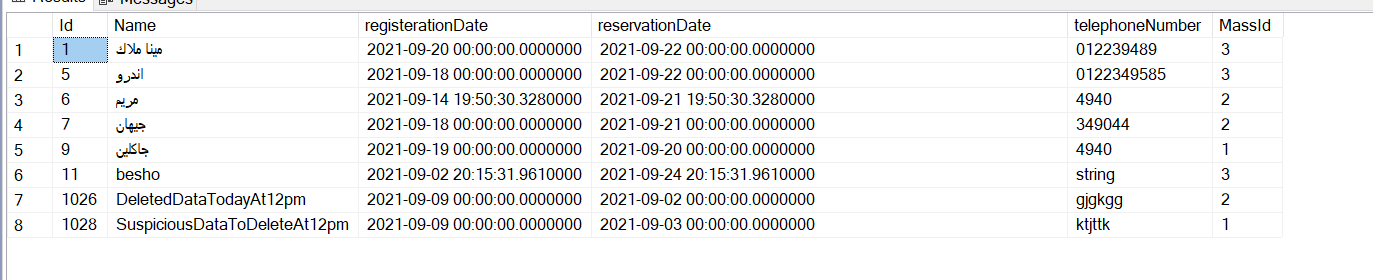 Results Messages
Id Name registerationDate reservationDate telephoneNumber MassId
1 1 مينا ملاك 2021-09-20 00:00:00.0000000 2021-09-22 00:00:00.0000000 012239489 3
2 5 اندرو 2021-09-18 00:00:00.0000000 2021-09-22 00:00:00.0000000 0122349585 3
3 6 مريم 2021-09-14 19:50:30.3280000 2021-09-21 19:50:30.3280000 4940 2
4 7 جيهان 2021-09-18 00:00:00.0000000 2021-09-21 00:00:00.0000000 349044 2
5 9 جاكلين 2021-09-19 00:00:00.0000000 2021-09-20 00:00:00.0000000 4940 1
6 11 besho 2021-09-02 20:15:31.9610000 2021-09-24 20:15:31.9610000 string 3
7 1026 DeletedDataTodayAt12pm 2021-09-09 00:00:00.0000000 2021-09-02 00:00:00.0000000 gjgkgg 2
8 1028 SuspiciousDataToDeleteAt12pm 2021-09-09 00:00:00.0000000 2021-09-03 00:00:00.0000000 ktjttk 1